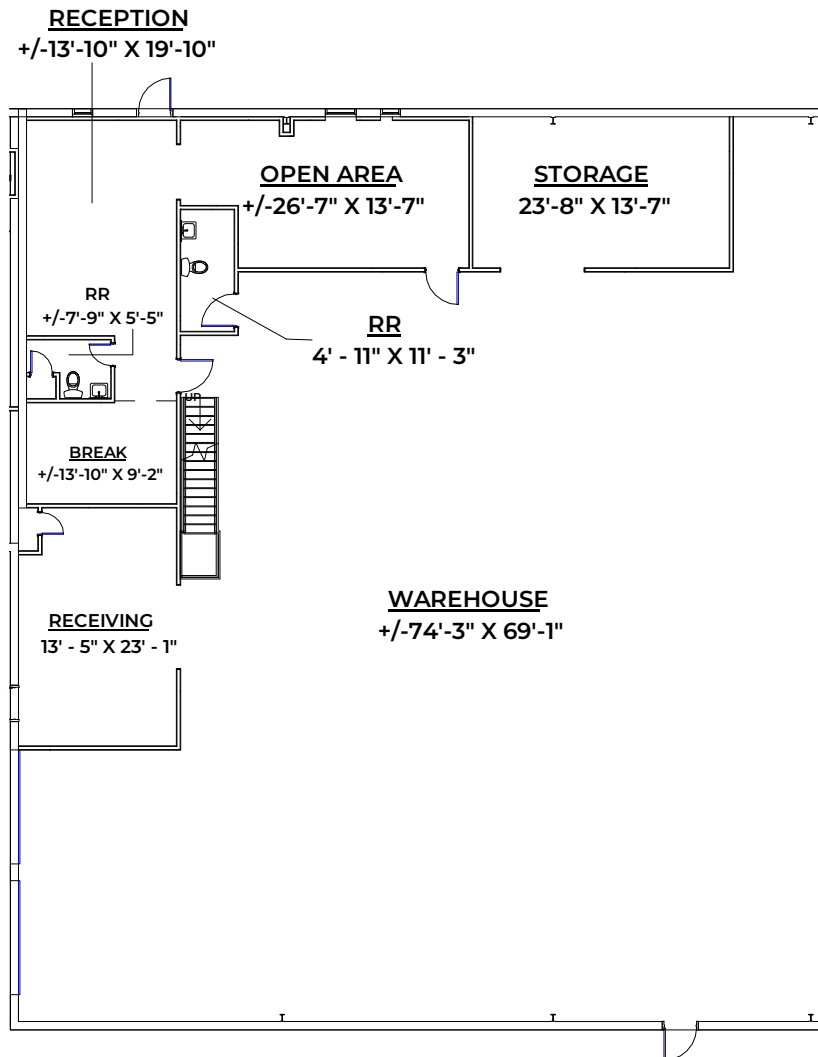 RECEPTION
+/-13'-10" X 19'-10"
OPEN AREA
+/-26'-7" X 13'-7"
STORAGE
23'-8" X 13'-7"
RR
+/-7'-9" X 5'-5"
RR
4' - 11" X 11' - 3"
UP
BREAK
+/-13'-10" X 9'-2"
WAREHOUSE
+/-74'-3" X 69'-1"
RECEIVING
13' - 5" X 23' - 1"